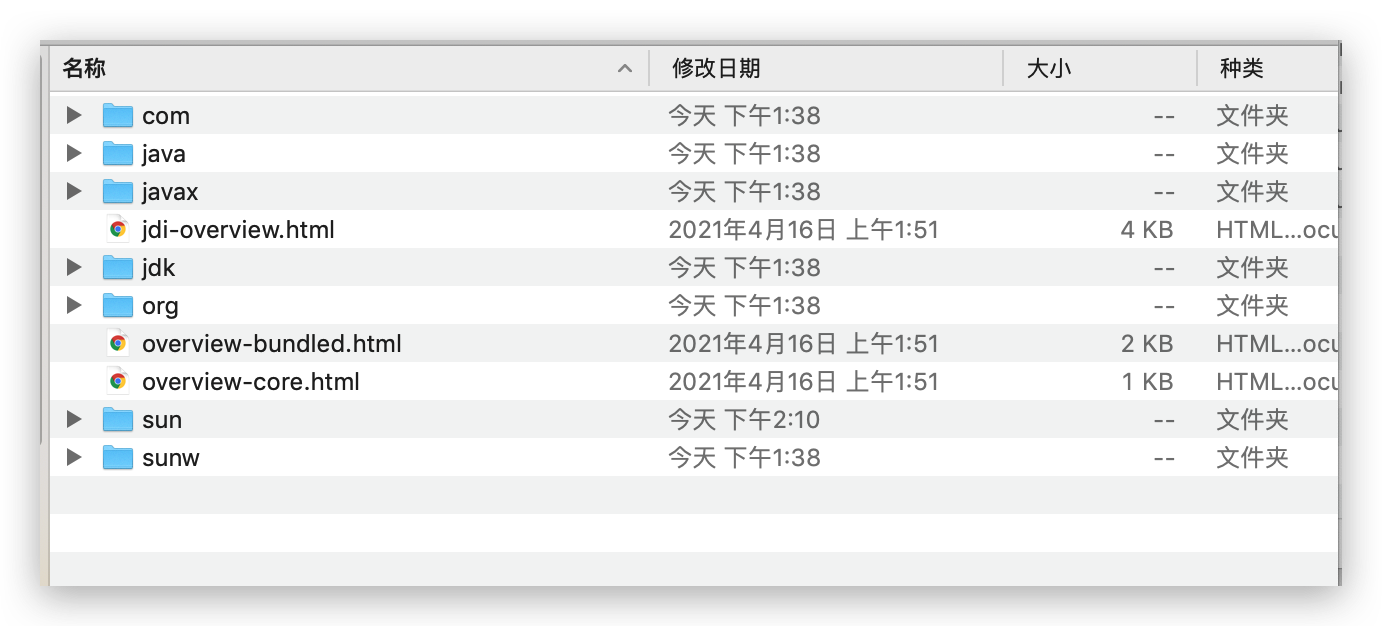 名称 修改日期 大小 种类
com 今天 下午1:38 -- 文件夹
java 今天 下午1:38 -- 文件夹
javax 今天 下午1:38 -- 文件夹
jdi-overview.html 2021年4月16日 上午1:51 4 KB HTML...ocu
jdk 今天 下午1:38 -- 文件夹
org 今天 下午1:38 -- 文件夹
overview-bundled.html 2021年4月16日 上午1:51 2 KB HTML...ocu
overview-core.html 2021年4月16日 上午1:51 1 KB HTML...ocu
sun 今天 下午2:10 -- 文件夹
sunw 今天 下午1:38 -- 文件夹